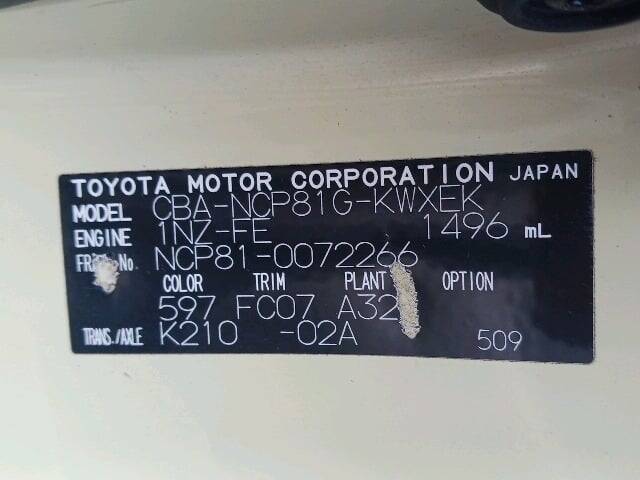 TOYOTA MOTOR CORPORATION JAPAN
MODEL CBA-NCP81G-KWXEK
ENGINE 1NZ-FE 1496 mL
No. NCP81-0072266
COLOR TRIM PLANT OPTION
597 FC07 A32
TRANS./AXLE K210 -02A 509